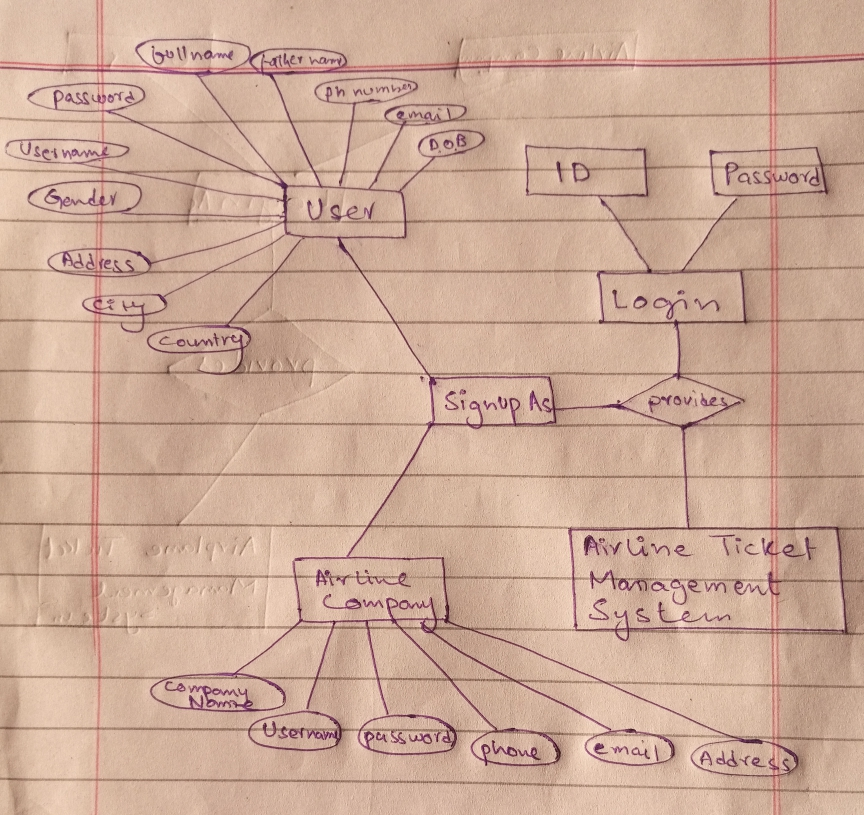 Fullname
Father name
Password
ph number
email
D.O.B
Username
Gender
User
ID
Password
Address
City
Country
Login
Signup As
provides
Airline
Company
Airline Ticket
Management
System
Company
Name
Username
password
phone
email
Address